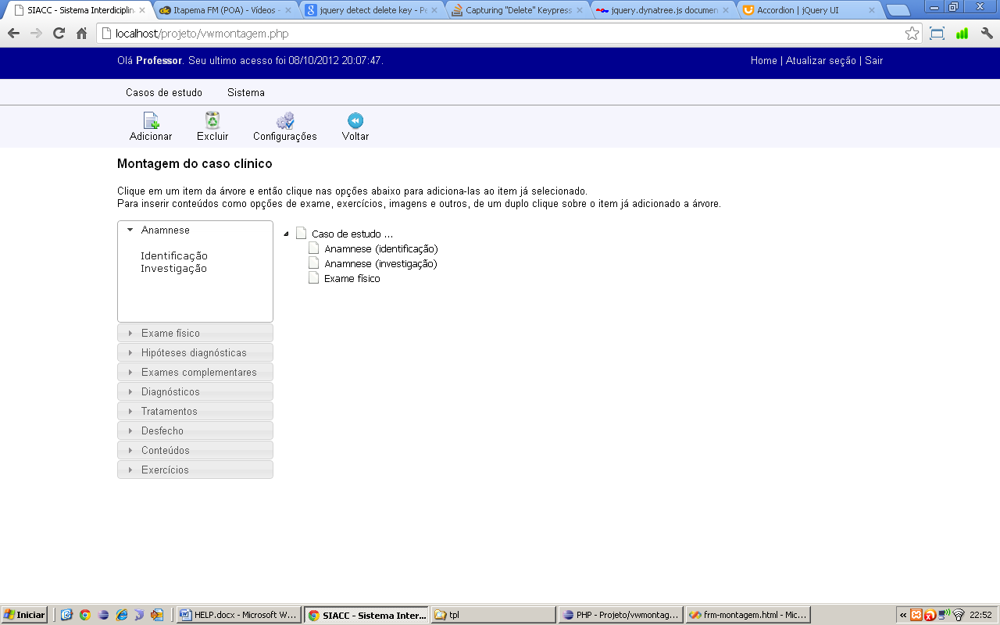 SIACC - Sistema Interdiciplin
Itapema FM (POA) - Vídeos -
jquery detect delete key - Pe
Capturing "Delete" Keypress
jquery.dynatree.js documen
Accordion | jQuery UI
localhost/projeto/vwmontagem.php
Olá Professor. Seu ultimo acesso foi 08/10/2012 20:07:47.
Home | Atualizar seção | Sair
Casos de estudo
Sistema
Adicionar
Excluir
Configurações
Voltar
Montagem do caso clínico
Clique em um item da árvore e então clique nas opções abaixo para adiciona-las ao item já selecionado.
Para inserir conteúdos como opções de exame, exercícios, imagens e outros, de um duplo clique sobre o item já adicionado a árvore.
Anamnese
Identificação
Investigação
Exame físico
Hipóteses diagnósticas
Exames complementares
Diagnósticos
Tratamentos
Desfecho
Conteúdos
Exercícios
Caso de estudo ...
Anamnese (identificação)
Anamnese (investigação)
Exame físico
Iniciar
HELP.docx - Microsoft W...
SIACC - Sistema Inter...
tpl
PHP - Projeto/vwmontag...
frm-montagem.html - Mic...
22:52